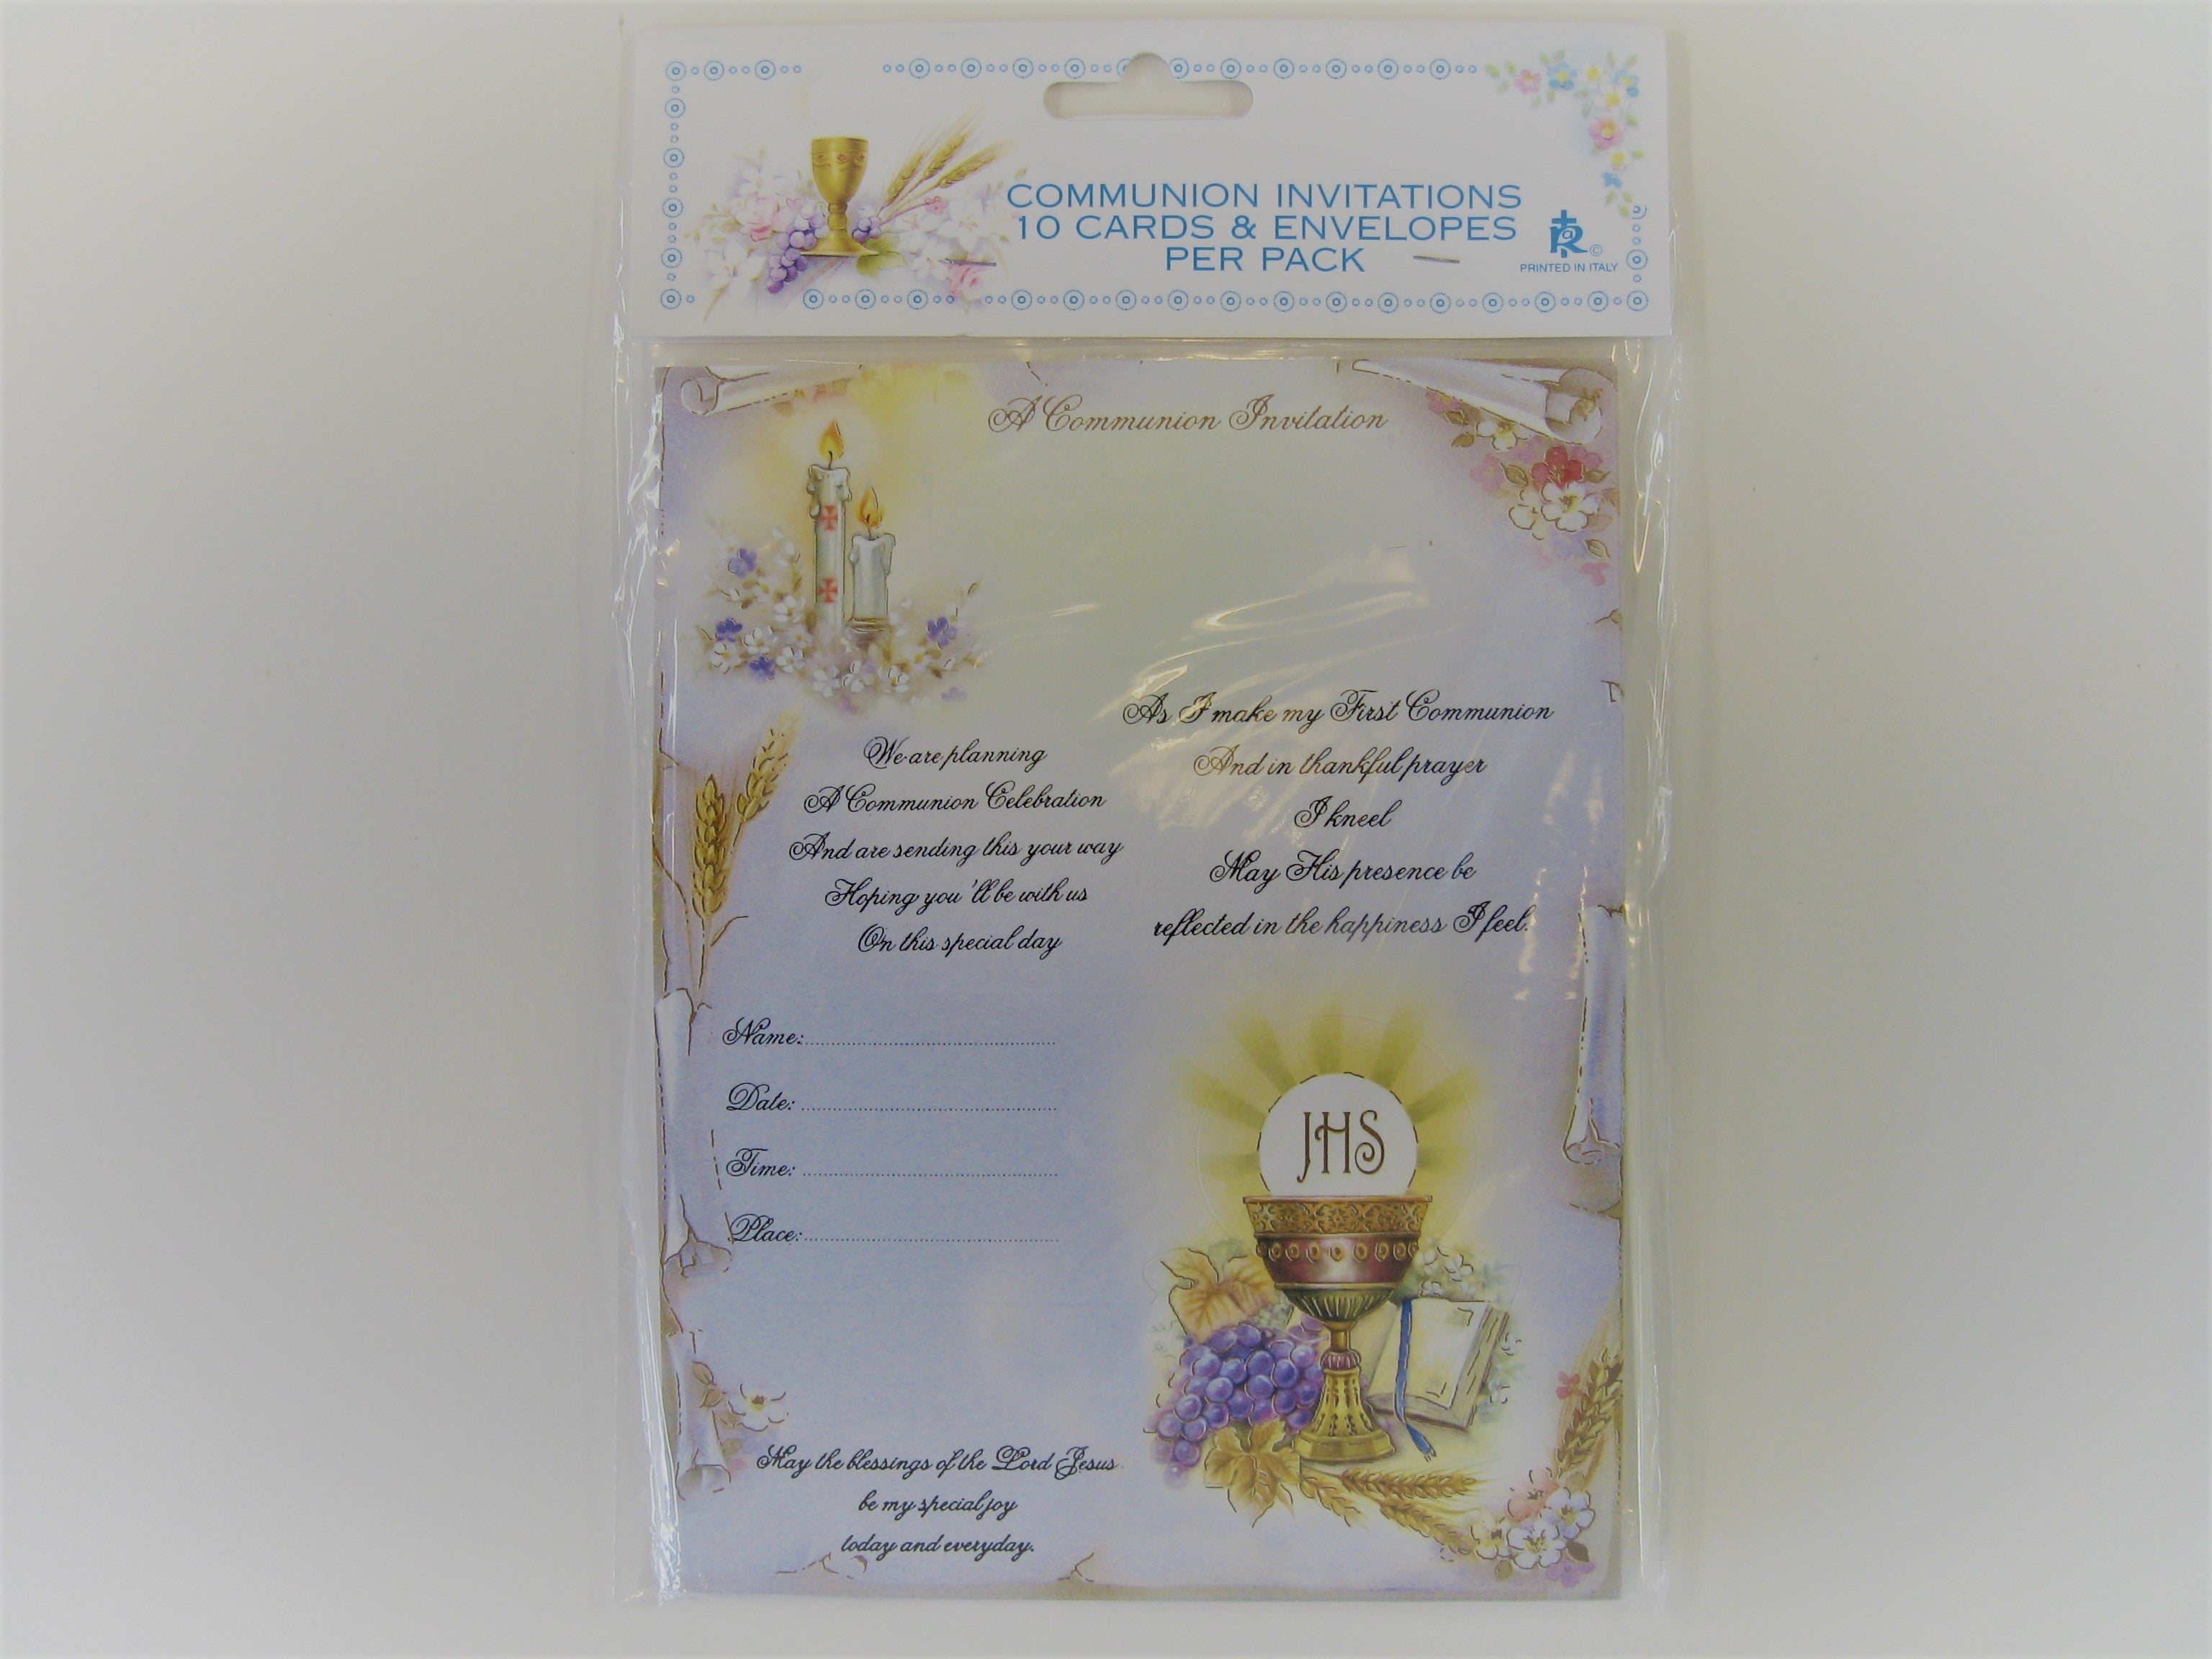 COMMUNION INVITATIONS
10 CARDS & ENVELOPES
PER PACK
©
PRINTED IN ITALY
A Communion Invitation
We are planning
A Communion Celebration
And are sending this your way
Hoping you'll be with us
On this special day
As I make my First Communion
And in thankful prayer
I kneel
May His presence be
reflected in the happiness I feel.
Name:
Date:
Time:
Place:
JHS
May the blessings of the Lord Jesus
be my special joy
today and everyday.